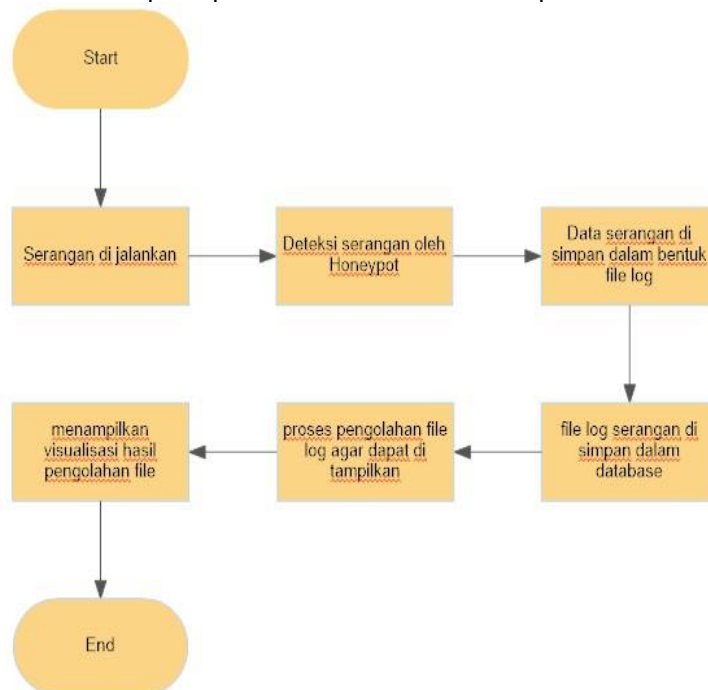 Start
Serangan di jalankan
Deteksi serangan oleh
Honeypot
Data serangan di
simpan dalam bentuk
file log
file log serangan di
simpan dalam
database
proses pengolahan file
log agar dapat di
tampilkan
menampilkan
visualisasi hasil
pengolahan file
End